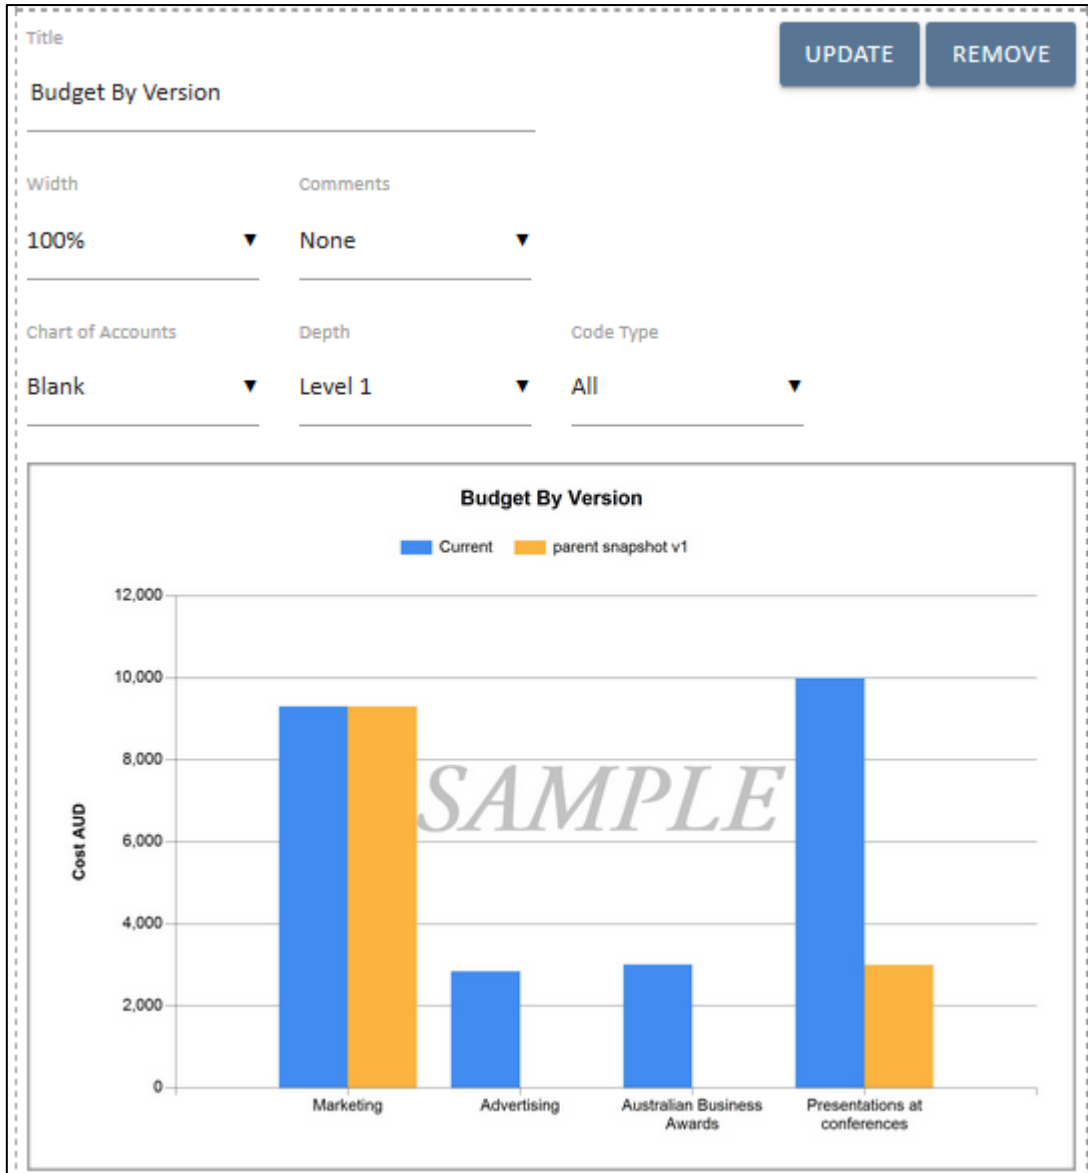 Title
UPDATE REMOVE
Budget By Version
Width Comments
100% ▼ None ▼
Chart of Accounts Depth Code Type
Blank ▼ Level 1 ▼ All ▼
Budget By Version
Current parent snapshot v1
12,000
10,000
8,000
6,000
4,000
2,000
0
Cost AUD
SAMPLE
Marketing Advertising Australian Business Presentations at
Awards conferences